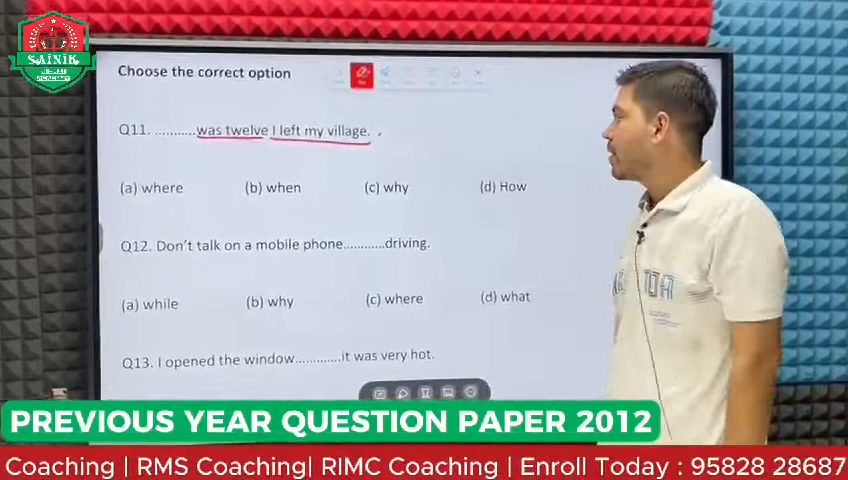 SAINIK
ACADEMY
Choose the correct option
Q11. ...........was twelve I left my village. .
(a) where (b) when (c) why (d) How
Q12. Don't talk on a mobile phone...........driving.
(a) while (b) why (c) where (d) what
Q13. I opened the window............it was very hot.
PREVIOUS YEAR QUESTION PAPER 2012
Coaching | RMS Coaching| RIMC Coaching | Enroll Today : 95828 28687